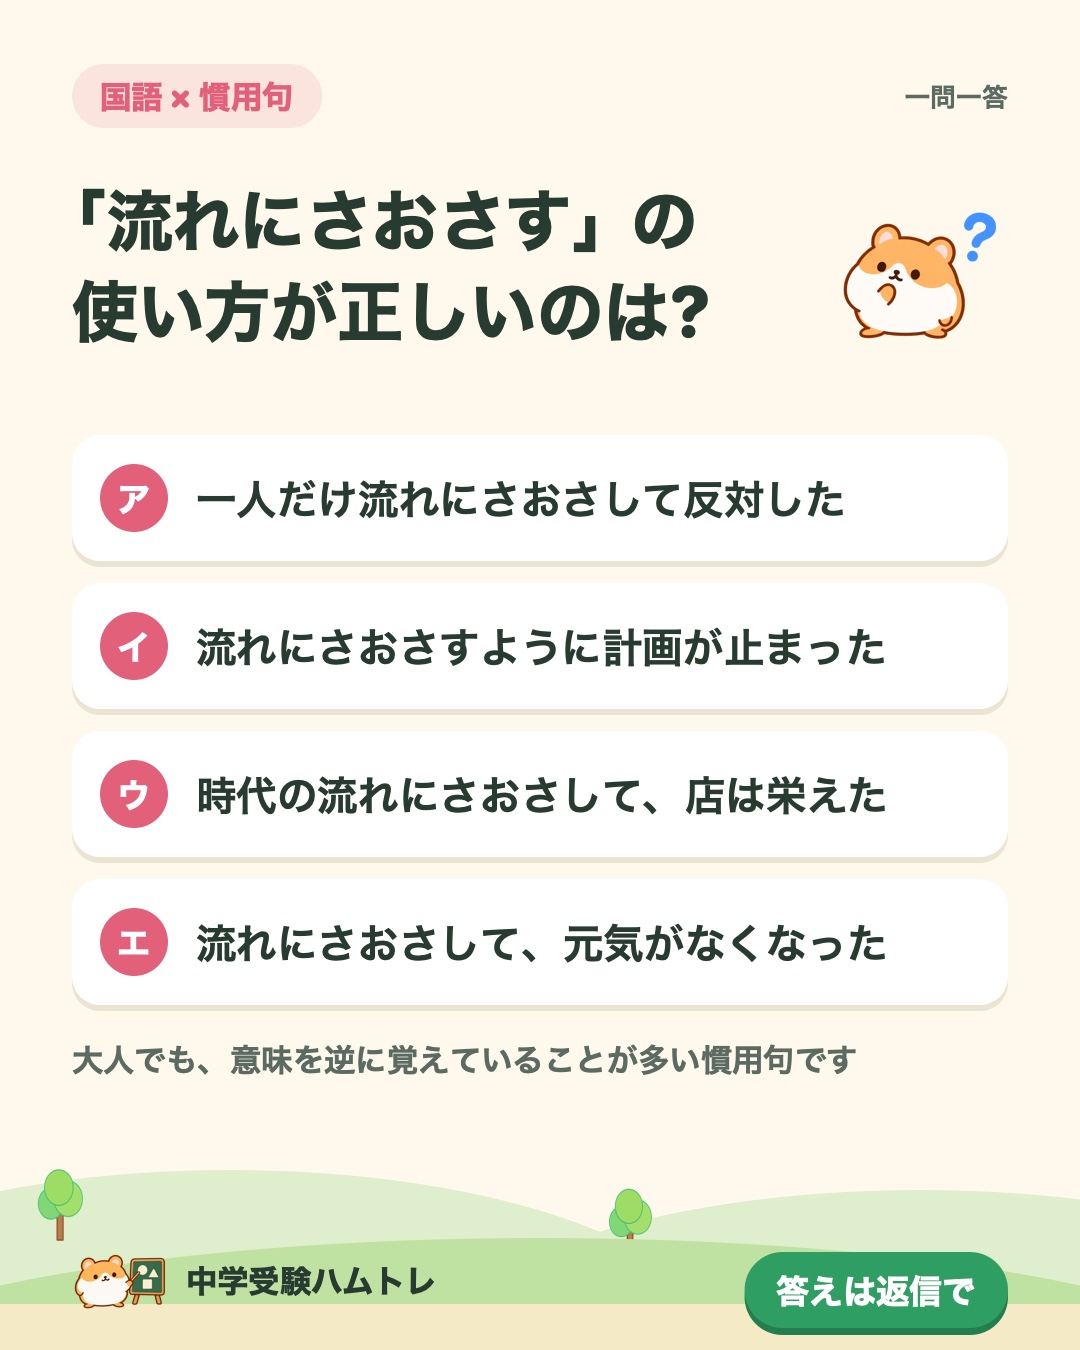 国語×慣用句
一問一答
「流れにさおさす」の
使い方が正しいのは?
?
ア 一人だけ流れにさおさして反対した
イ 流れにさおさすように計画が止まった
ウ 時代の流れにさおさして、店は栄えた
エ 流れにさおさして、元気がなくなった
大人でも、意味を逆に覚えていることが多い慣用句です
中学受験ハムトレ
答えは返信で